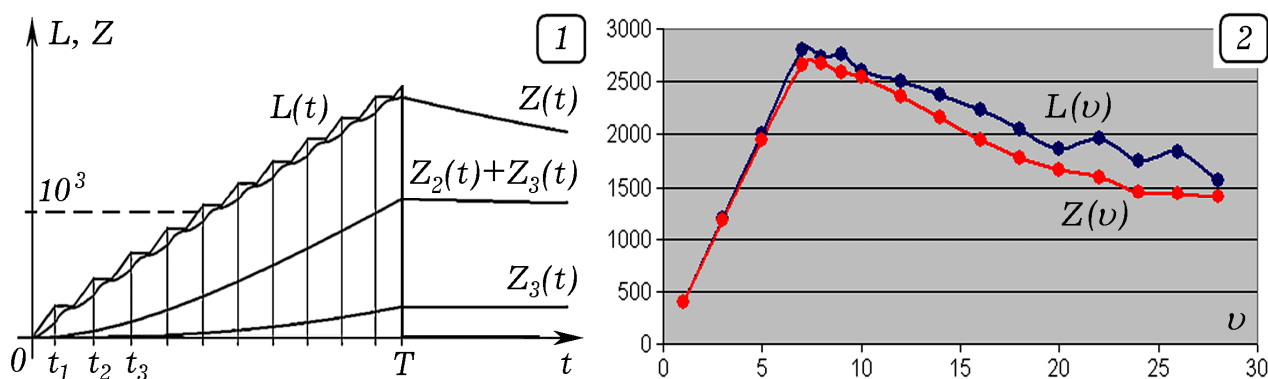 L, Z
1
L(t)
Z(t)
10³
Z₂(t)+Z₃(t)
Z₃(t)
0 t₁ t₂ t₃ T t
2
3000
2500
2000
1500
1000
500
0
L(υ)
Z(υ)
υ
0 5 10 15 20 25 30